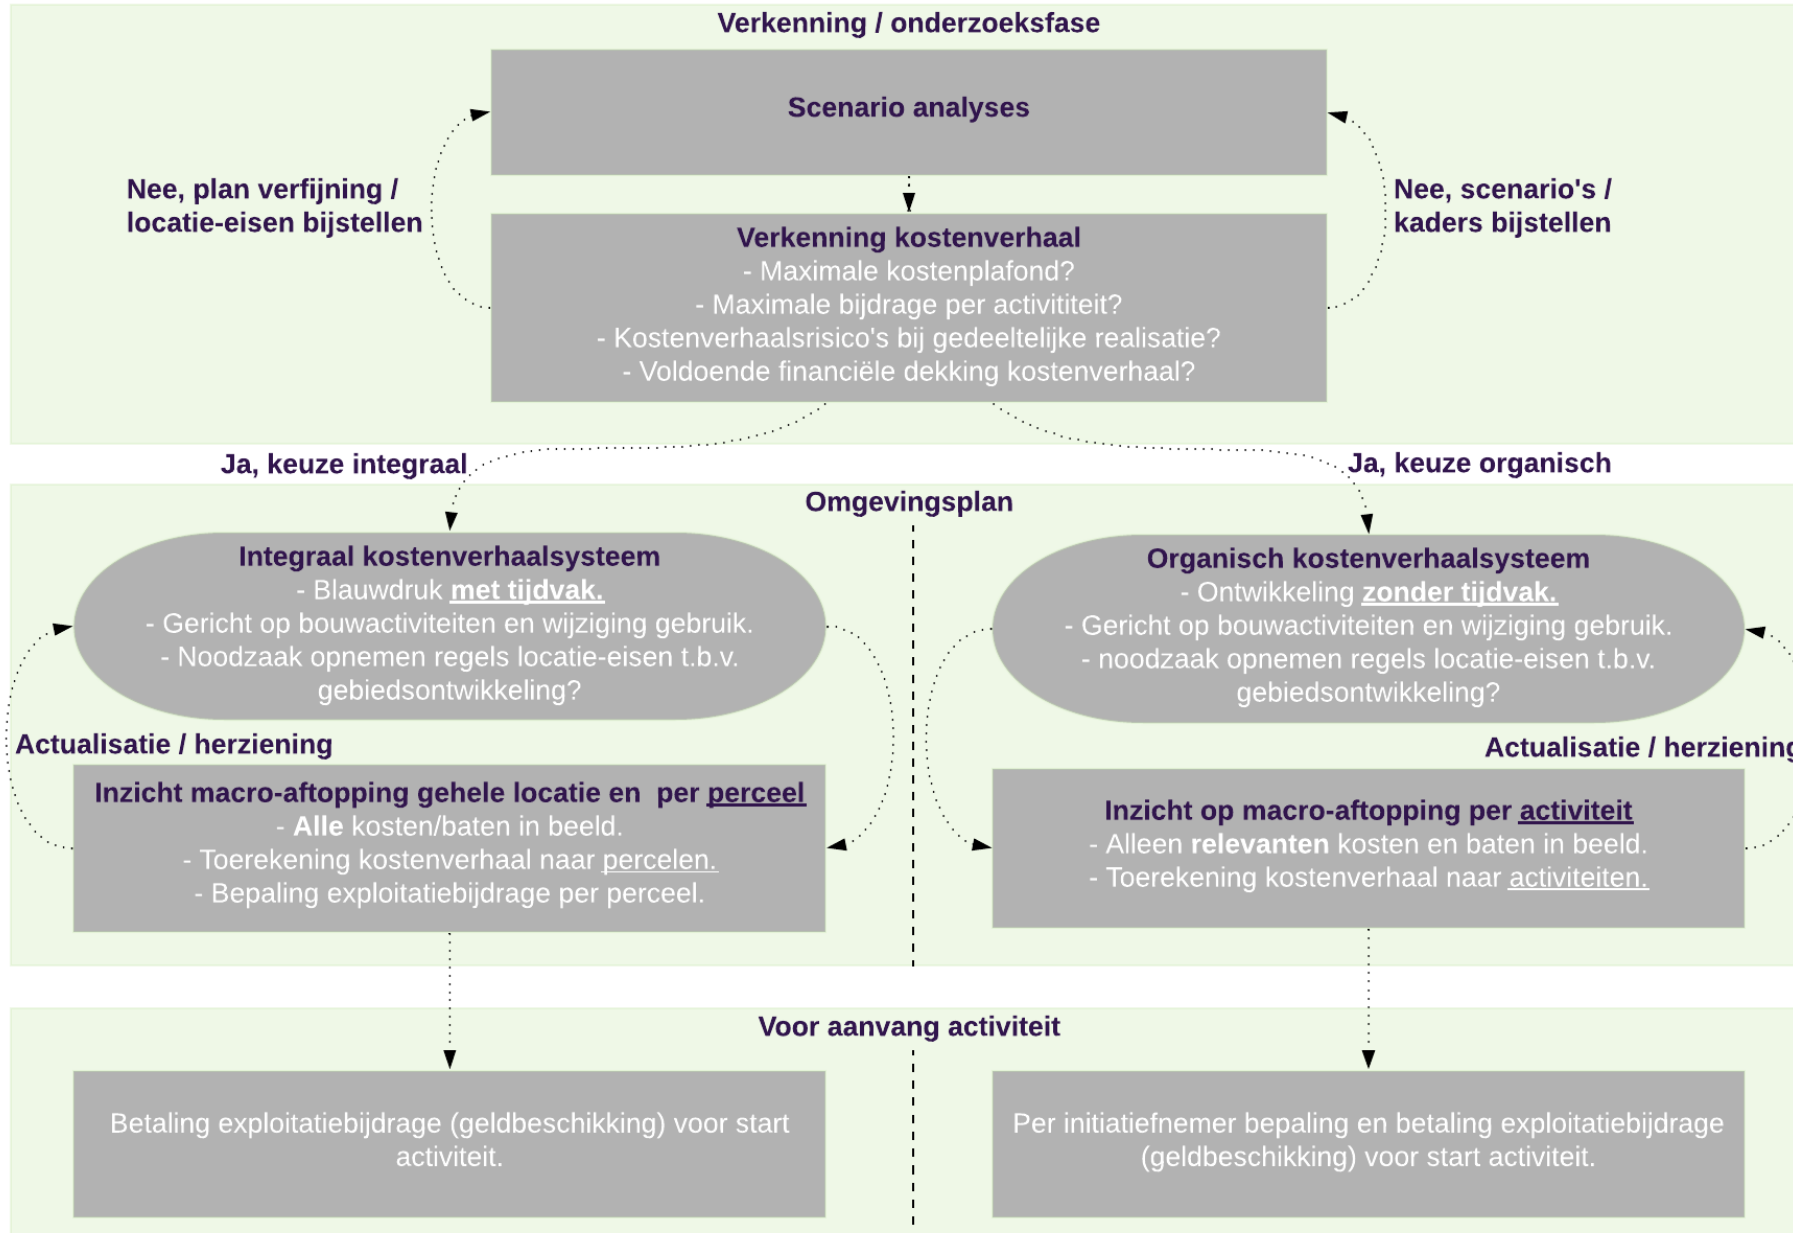 Verkenning / onderzoeksfase
Scenario analyses
Nee, plan verfijning /
locatie-eisen bijstellen
Nee, scenario's /
kaders bijstellen
Verkenning kostenverhaal
- Maximale kostenplafond?
- Maximale bijdrage per activititeit?
- Kostenverhaalsrisico's bij gedeeltelijke realisatie?
- Voldoende financiële dekking kostenverhaal?
Ja, keuze integraal
Ja, keuze organisch
Omgevingsplan
Integraal kostenverhaalsysteem
- Blauwdruk met tijdvak.
- Gericht op bouwactiviteiten en wijziging gebruik.
- Noodzaak opnemen regels locatie-eisen t.b.v.
gebiedsontwikkeling?
Organisch kostenverhaalsysteem
- Ontwikkeling zonder tijdvak.
- Gericht op bouwactiviteiten en wijziging gebruik.
- noodzaak opnemen regels locatie-eisen t.b.v.
gebiedsontwikkeling?
Actualisatie / herziening
Actualisatie / herziening
Inzicht macro-aftopping gehele locatie en per perceel
- Alle kosten/baten in beeld.
- Toerekening kostenverhaal naar percelen.
- Bepaling exploitatiebijdrage per perceel.
Inzicht op macro-aftopping per activiteit
- Alleen relevanten kosten en baten in beeld.
- Toerekening kostenverhaal naar activiteiten.
Voor aanvang activiteit
Betaling exploitatiebijdrage (geldbeschikking) voor start
activiteit.
Per initiatiefnemer bepaling en betaling exploitatiebijdrage
(geldbeschikking) voor start activiteit.